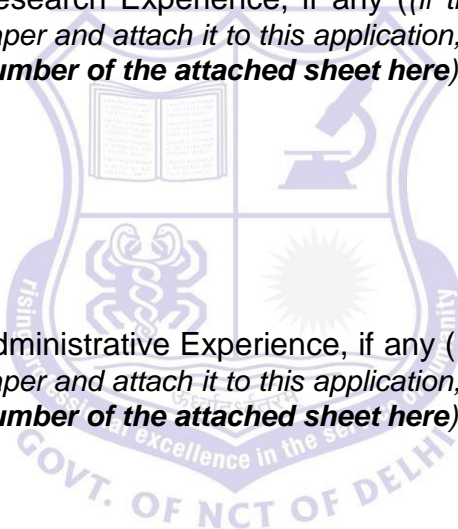 esearch Experience, if any ((if th
aper and attach it to this application,
umber of the attached sheet here)
dministrative Experience, if any (
aper and attach it to this application,
umber of the attached sheet here)
excellence in the
GOVT. OF NCT OF DELHI